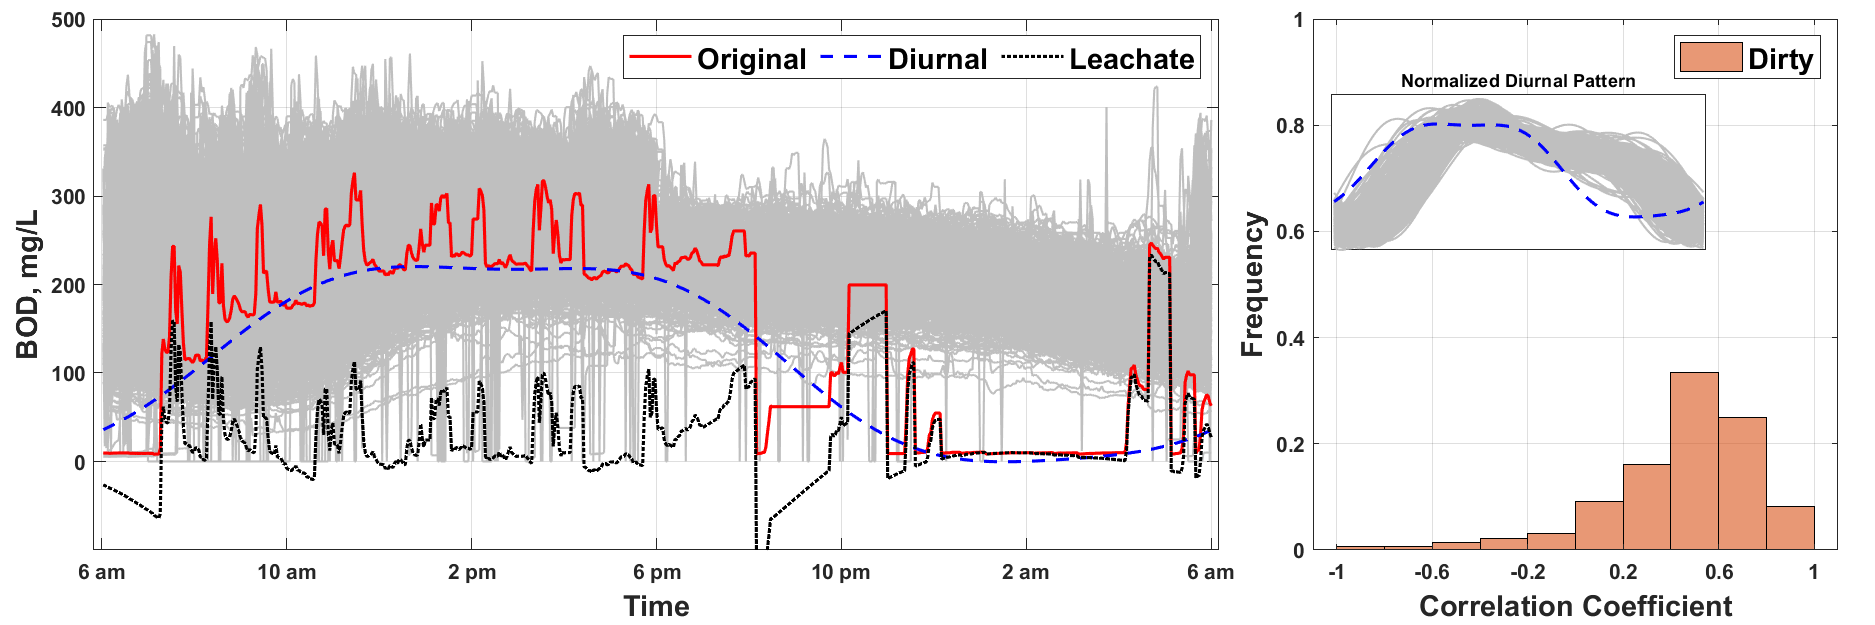 500
400
300
200
100
0
BOD, mg/L
Original
Diurnal
Leachate
6 am
10 am
2 pm
6 pm
10 pm
2 am
6 am
Time
1
0.8
0.6
0.4
0.2
0
Frequency
Dirty
Normalized Diurnal Pattern
-1
-0.6
-0.2
0.2
0.6
1
Correlation Coefficient